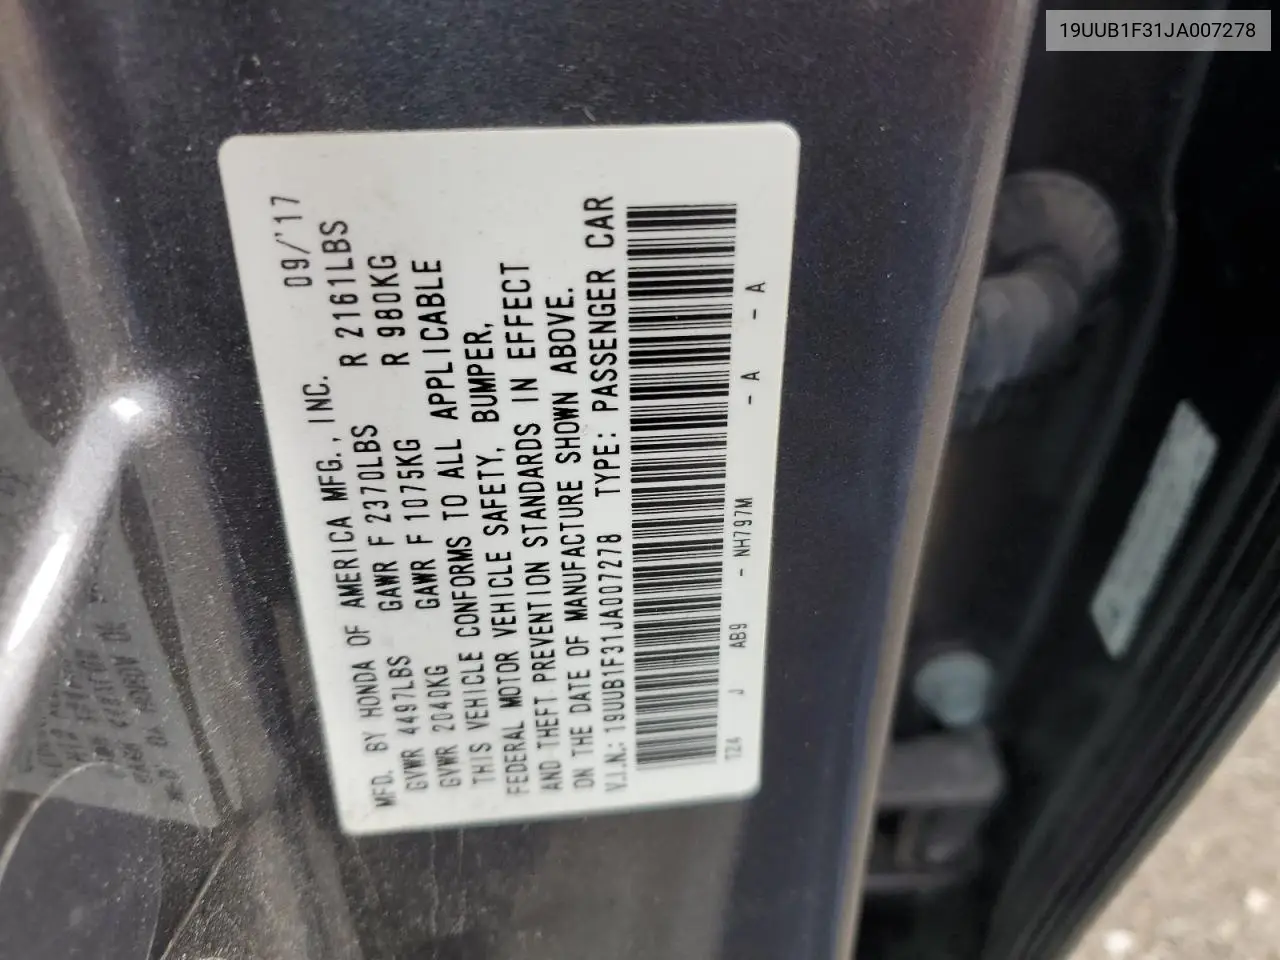 19UUB1F31JA007278
MFD. BY HONDA OF AMERICA MFG., INC. 09/'17
GVWR 4497LBS GAWR F 2370LBS R 2161LBS
GVWR 2040KG GAWR F 1075KG R 980KG
THIS VEHICLE CONFORMS TO ALL APPLICABLE
FEDERAL MOTOR VEHICLE SAFETY, BUMPER,
AND THEFT PREVENTION STANDARDS IN EFFECT
ON THE DATE OF MANUFACTURE SHOWN ABOVE.
V.I.N.: 19UUB1F31JA007278 TYPE: PASSENGER CAR
TZ4 J AB9 - NH797M - A - A